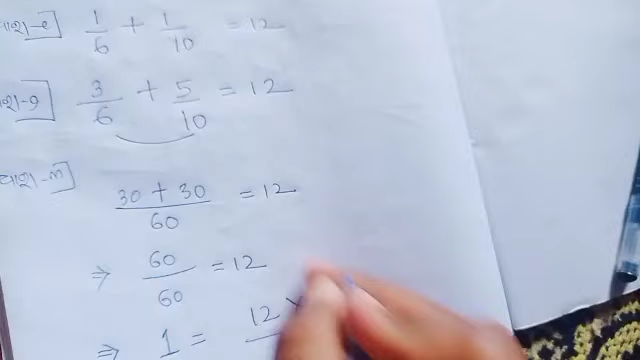 1/6 + 1/10 = 12
3/6 + 5/10 = 12
30 + 30/60 = 12
⇒ 60/60 = 12
⇒ 1 = 12 ×